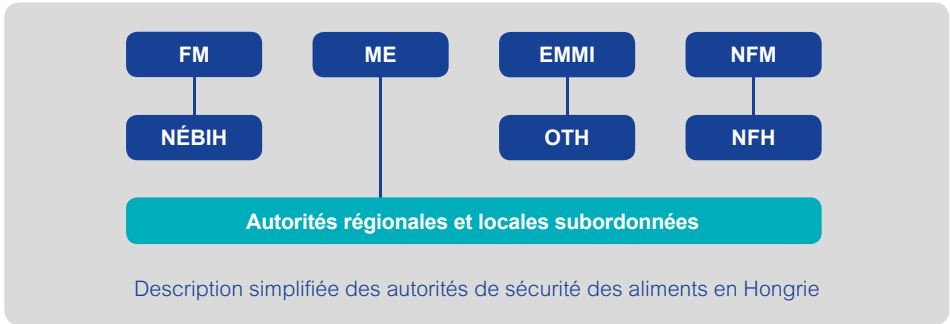 FM
ME
EMMI
NFM
NÉBIH
OTH
NFH
Autorités régionales et locales subordonnées
Description simplifiée des autorités de sécurité des aliments en Hongrie